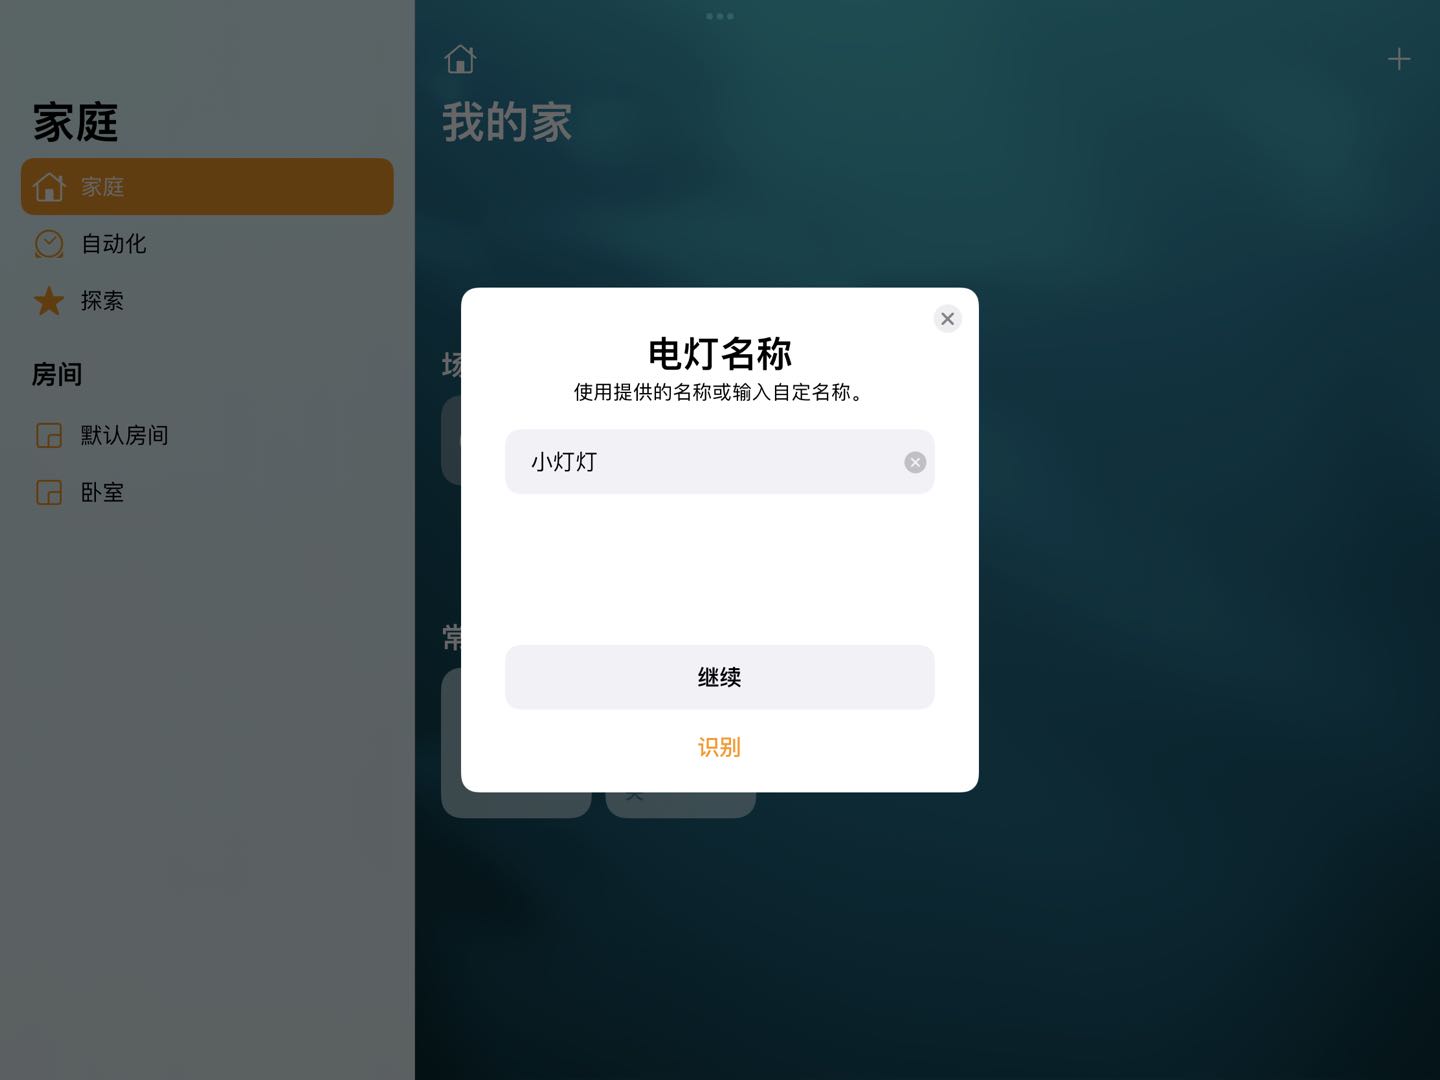 家庭
家庭
自动化
探索
房间
默认房间
卧室
我的家
场
常
电灯名称
使用提供的名称或输入自定名称。
小灯灯
继续
识别